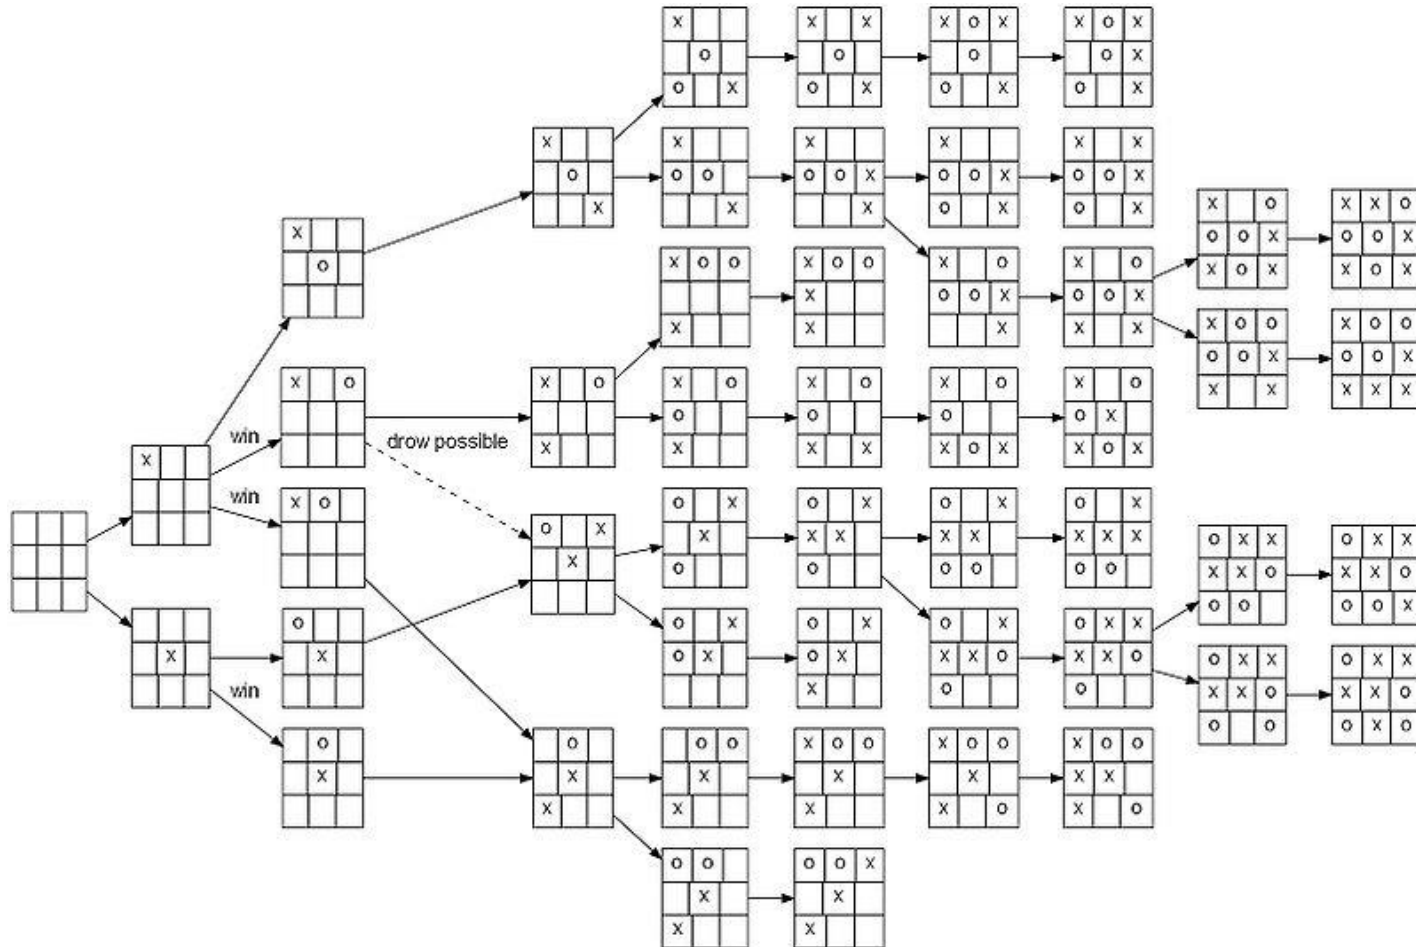 X X X X O X X O X
O O O O X
O X O X O X O X
X X X X X X
O O O O O X O O X O O X
X X X O X O X
X O X X O
X O O X O O X
O X O O X O O X O X O X
X O X X O X
X O O X O O X O O X
X X X X X
X O O X O O
O O X O O X
X O X O X O X O X O X O
X X X X X
win
O O O O X
drow possible
X X X X X X O X X O X
X
win
X O O X O X O X O X
O X
X X X X X X X X
O X X O X X
X
O O O O O O
X X O X X O
O O O O X
O X O X O X O X X
X X O X O X X X O X X O
O X X O X X
X O O
win
X X O X X O
O O O X O
O O O O X O O X O O X O O
X X X X X X X
X X X X O X O
O O O O X
X X
X X